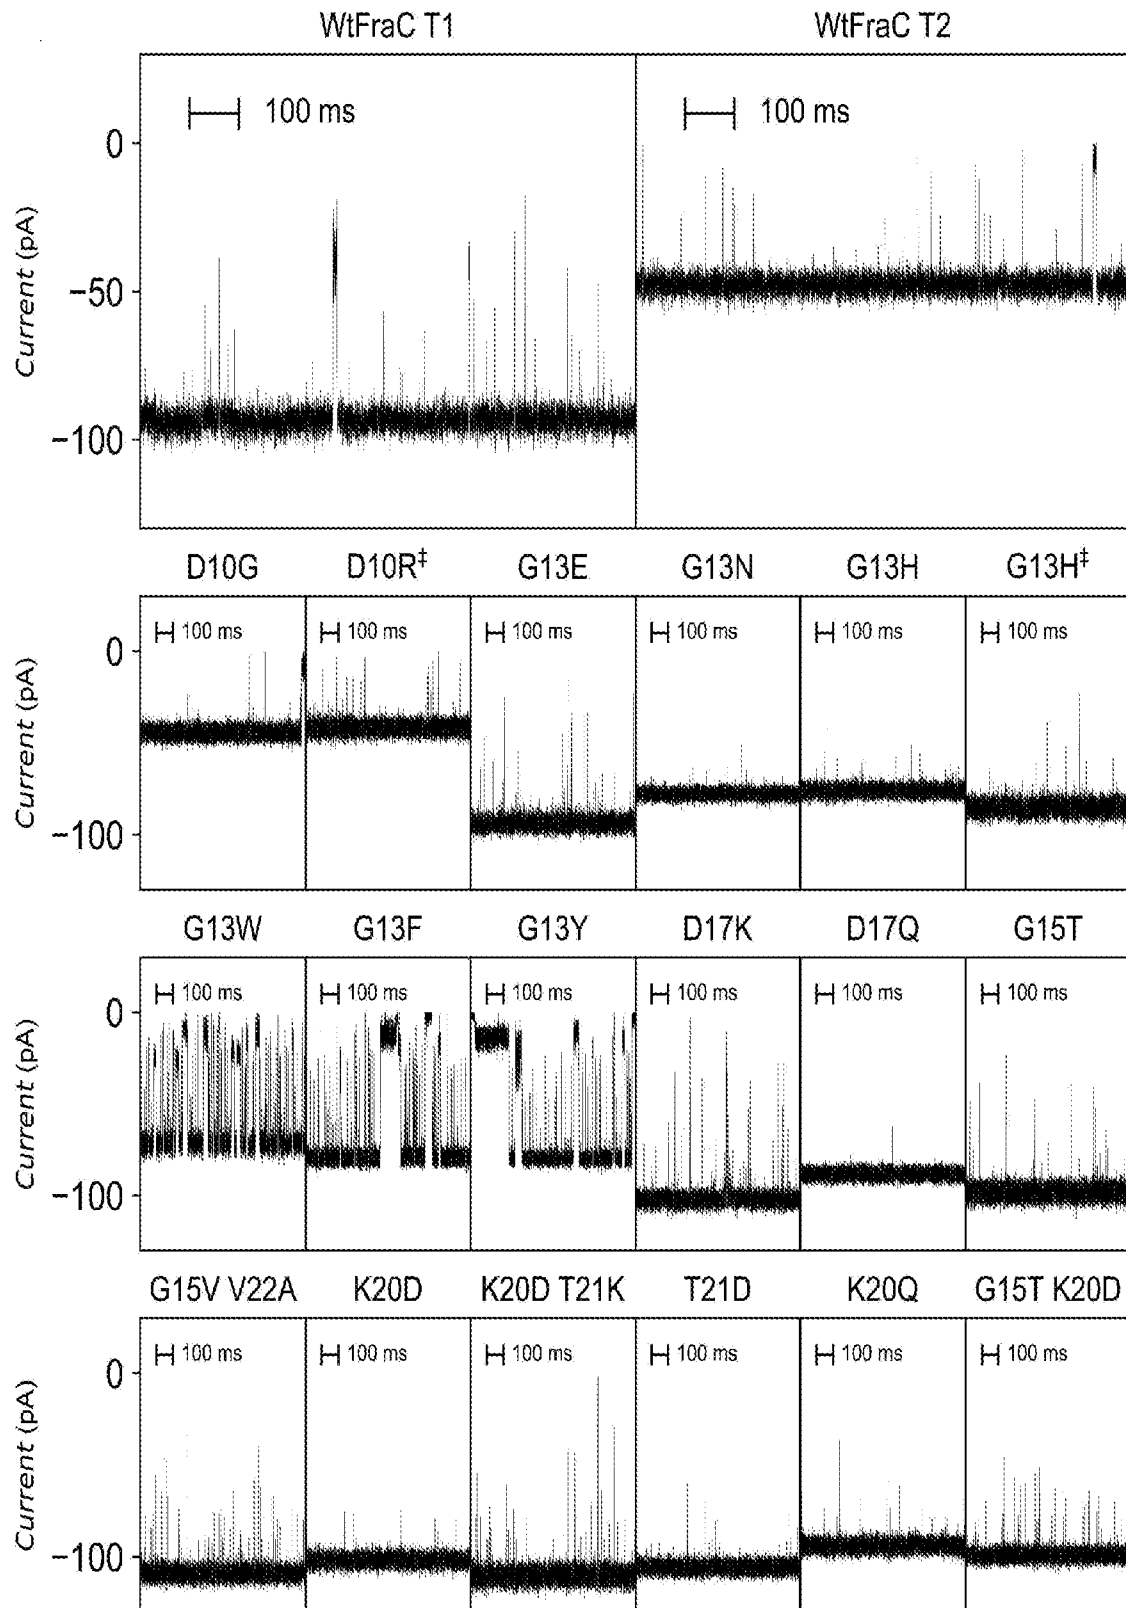 WtFraC T1 WtFraC T2
100 ms 100 ms
0
−50
−100
Current (pA)
D10G D10R‡ G13E G13N G13H G13H‡
100 ms 100 ms 100 ms 100 ms 100 ms 100 ms
0
−100
Current (pA)
G13W G13F G13Y D17K D17Q G15T
100 ms 100 ms 100 ms 100 ms 100 ms 100 ms
0
−100
Current (pA)
G15V V22A K20D K20D T21K T21D K20Q G15T K20D
100 ms 100 ms 100 ms 100 ms 100 ms 100 ms
0
−100
Current (pA)